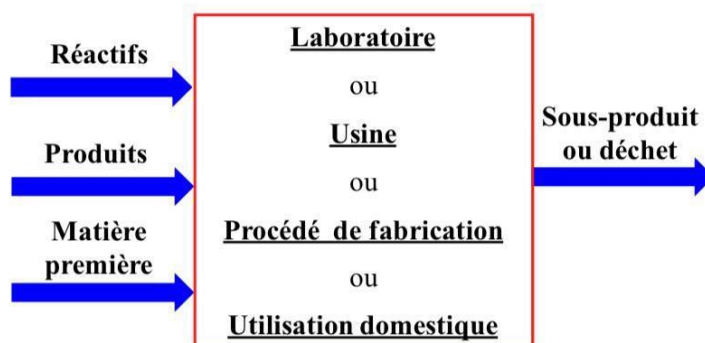 Réactifs
Produits
Matière
première
Laboratoire
ou
Usine
ou
Procédé de fabrication
ou
Utilisation domestique
Sous-produit
ou déchet